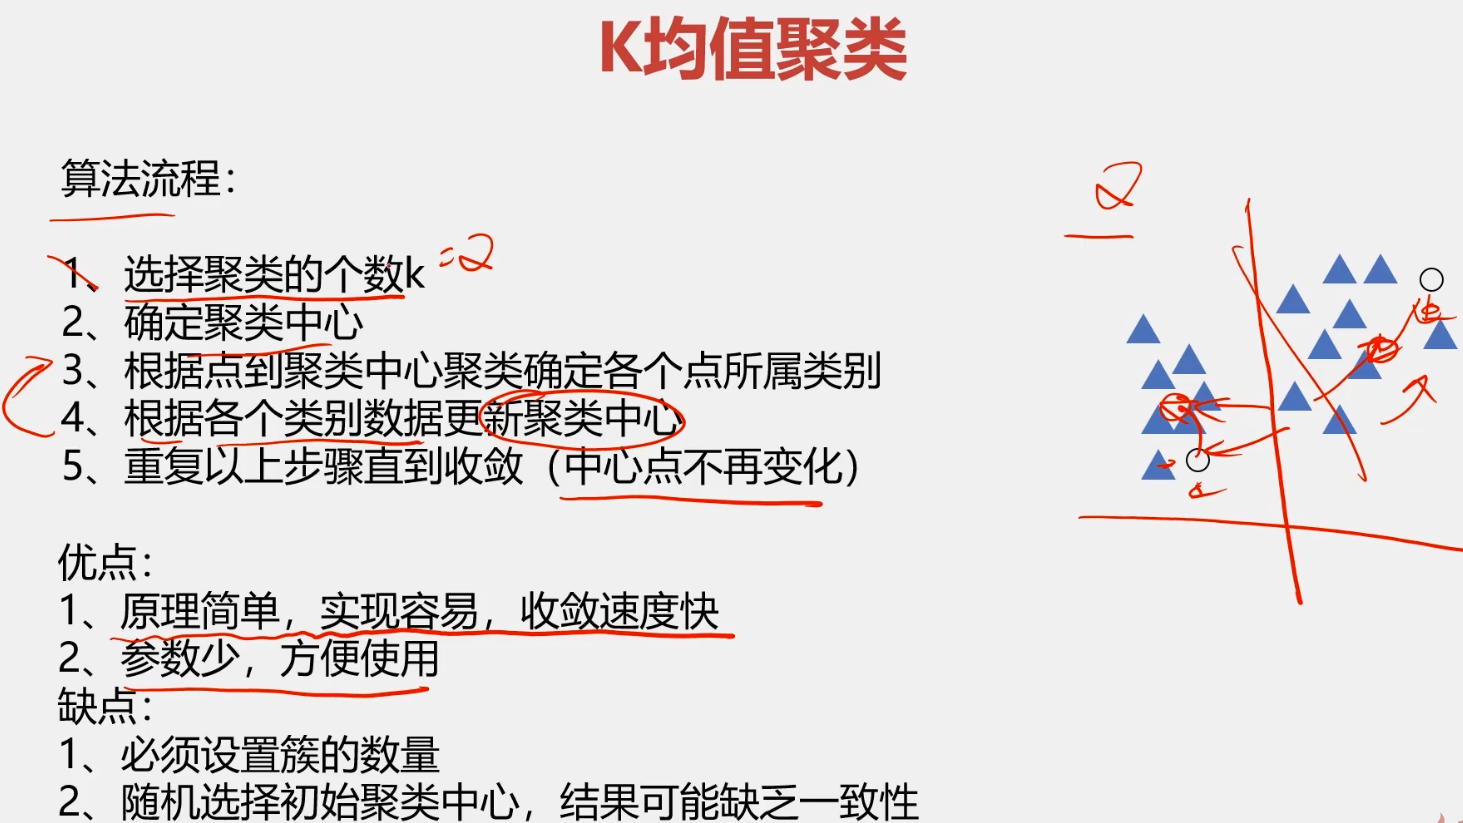 K均值聚类
算法流程：
1、选择聚类的个数k =2
2、确定聚类中心
3、根据点到聚类中心聚类确定各个点所属类别
4、根据各个类别数据更新聚类中心
5、重复以上步骤直到收敛（中心点不再变化）
优点：
1、原理简单，实现容易，收敛速度快
2、参数少，方便使用
缺点：
1、必须设置簇的数量
2、随机选择初始聚类中心，结果可能缺乏一致性
2